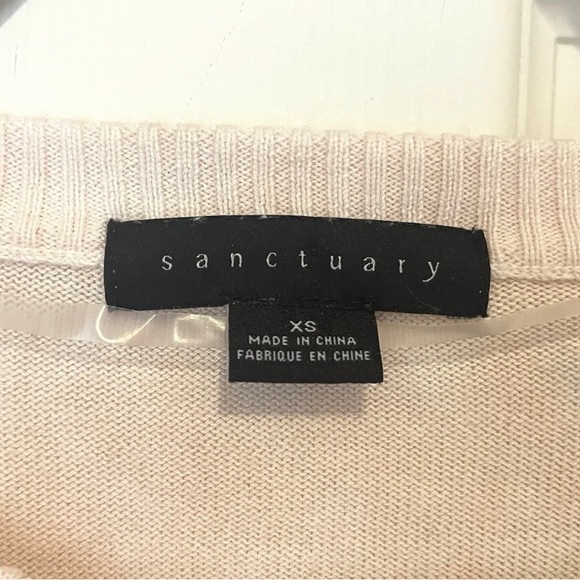 sanctuary
XS
MADE IN CHINA
FABRIQUE EN CHINE